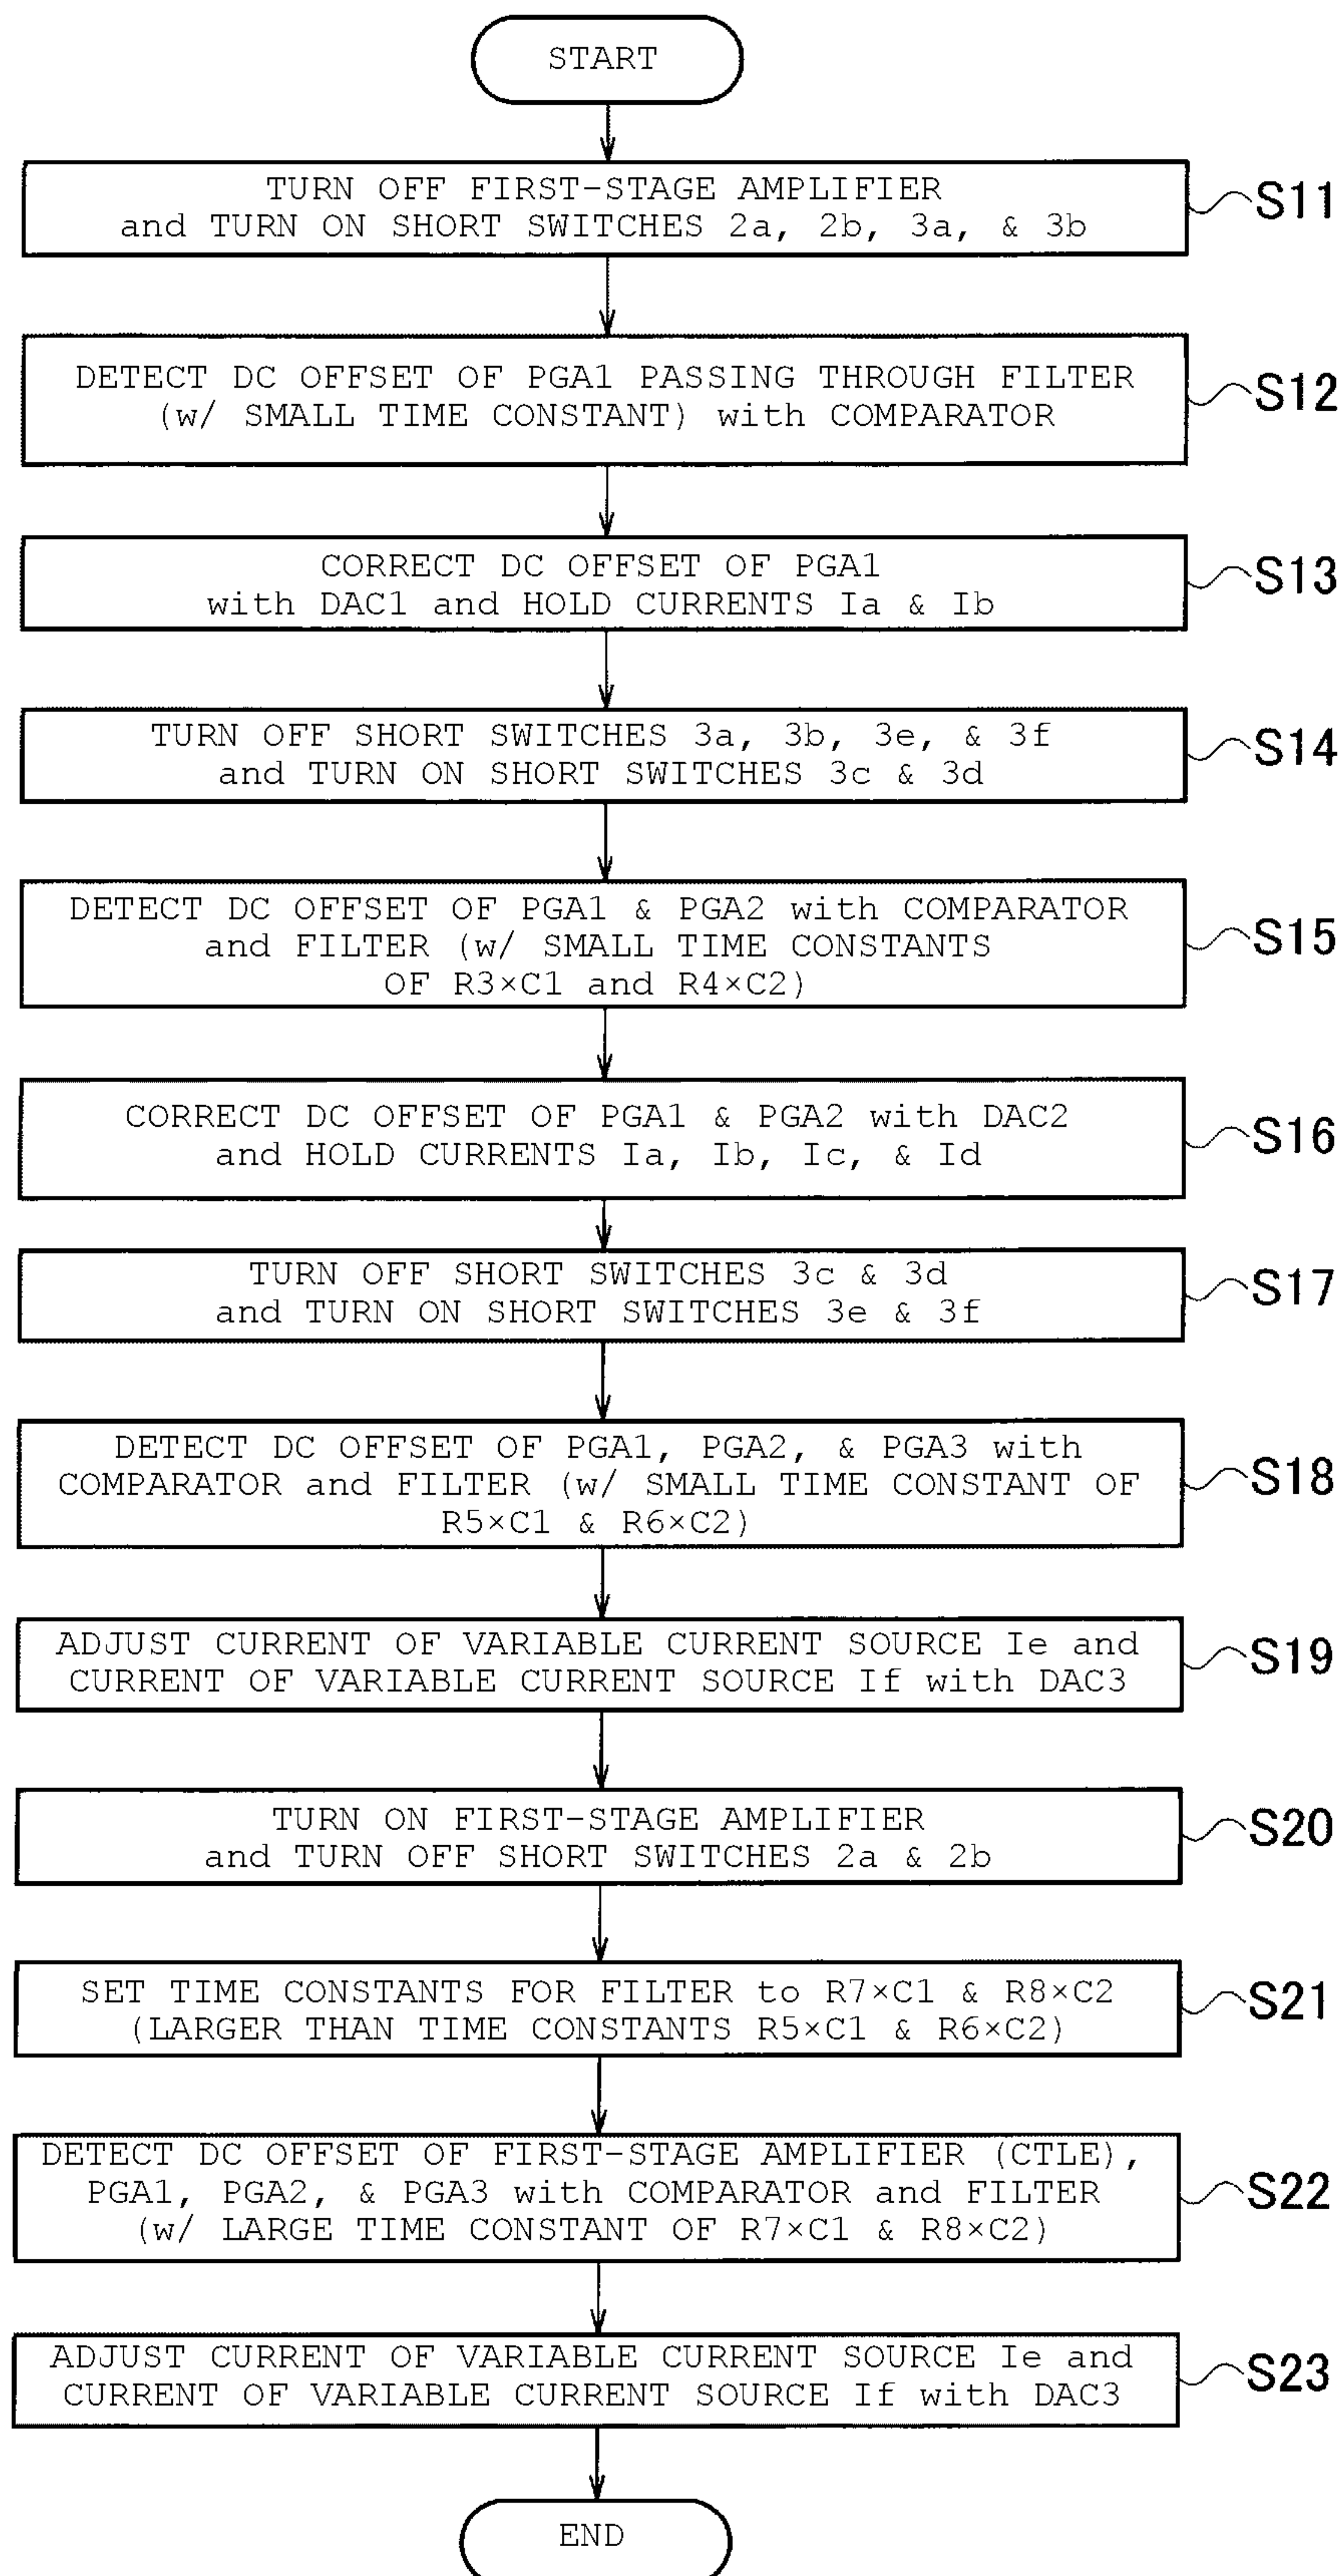 START
TURN OFF FIRST-STAGE AMPLIFIER
and TURN ON SHORT SWITCHES 2a, 2b, 3a, & 3b
S11
DETECT DC OFFSET OF PGA1 PASSING THROUGH FILTER
(w/ SMALL TIME CONSTANT) with COMPARATOR
S12
CORRECT DC OFFSET OF PGA1
with DAC1 and HOLD CURRENTS Ia & Ib
S13
TURN OFF SHORT SWITCHES 3a, 3b, 3e, & 3f
and TURN ON SHORT SWITCHES 3c & 3d
S14
DETECT DC OFFSET OF PGA1 & PGA2 with COMPARATOR
and FILTER (w/ SMALL TIME CONSTANTS
OF R3×C1 and R4×C2)
S15
CORRECT DC OFFSET OF PGA1 & PGA2 with DAC2
and HOLD CURRENTS Ia, Ib, Ic, & Id
S16
TURN OFF SHORT SWITCHES 3c & 3d
and TURN ON SHORT SWITCHES 3e & 3f
S17
DETECT DC OFFSET OF PGA1, PGA2, & PGA3 with
COMPARATOR and FILTER (w/ SMALL TIME CONSTANT OF
R5×C1 & R6×C2)
S18
ADJUST CURRENT OF VARIABLE CURRENT SOURCE Ie and
CURRENT OF VARIABLE CURRENT SOURCE If with DAC3
S19
TURN ON FIRST-STAGE AMPLIFIER
and TURN OFF SHORT SWITCHES 2a & 2b
S20
SET TIME CONSTANTS FOR FILTER to R7×C1 & R8×C2
(LARGER THAN TIME CONSTANTS R5×C1 & R6×C2)
S21
DETECT DC OFFSET OF FIRST-STAGE AMPLIFIER (CTLE),
PGA1, PGA2, & PGA3 with COMPARATOR and FILTER
(w/ LARGE TIME CONSTANT OF R7×C1 & R8×C2)
S22
ADJUST CURRENT OF VARIABLE CURRENT SOURCE Ie and
CURRENT OF VARIABLE CURRENT SOURCE If with DAC3
S23
END